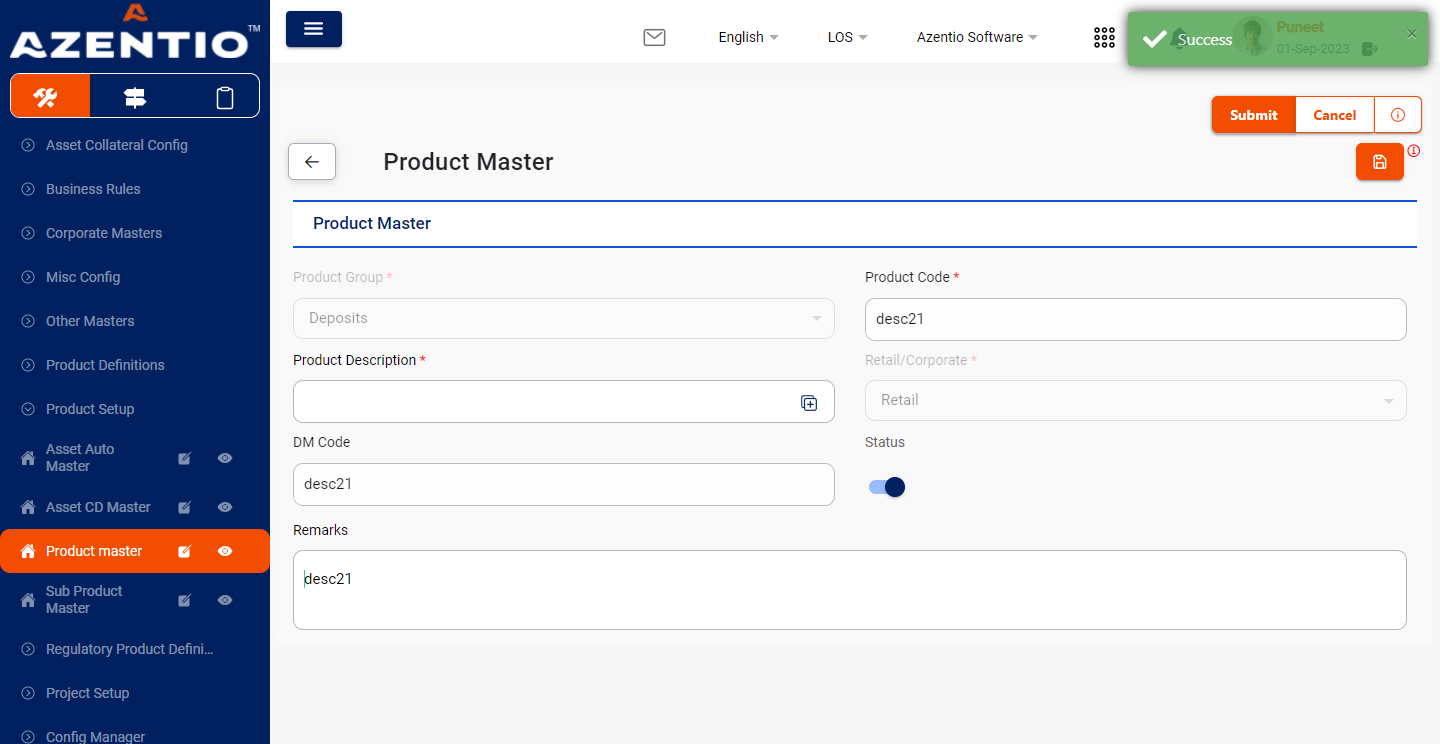 AZENTIO™
Asset Collateral Config
Business Rules
Corporate Masters
Misc Config
Other Masters
Product Definitions
Product Setup
Asset Auto
Master
Asset CD Master
Product master
Sub Product
Master
Regulatory Product Defini...
Project Setup
Config Manager
English
LOS
Azentio Software
Success
Puneet
01-Sep-2023
×
Submit
Cancel
Product Master
Product Master
Product Group *
Deposits
Product Code *
desc21
Product Description *
Retail/Corporate *
Retail
DM Code
desc21
Status
Remarks
desc21